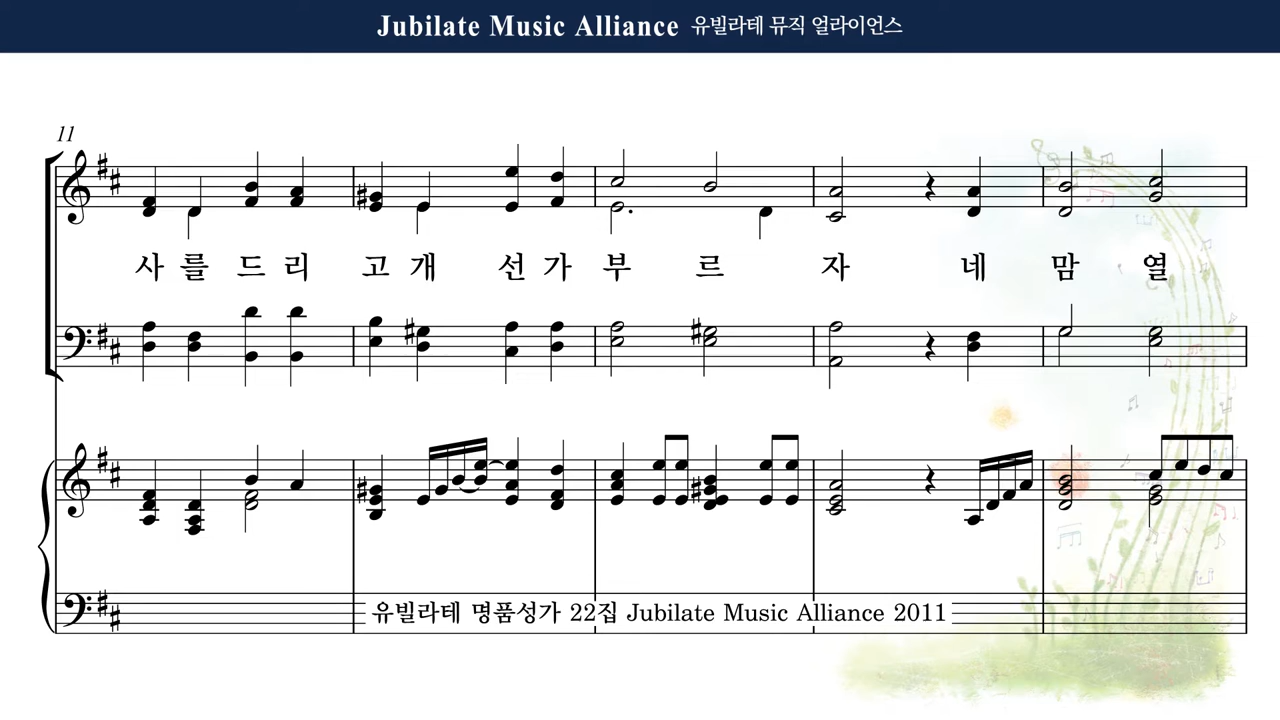 Jubilate Music Alliance 유빌라테 뮤직 얼라이언스
11
사 를 드 리 고 개 선 가 부 르 자 네 맘 열
유빌라테 명품성가 22집 Jubilate Music Alliance 2011